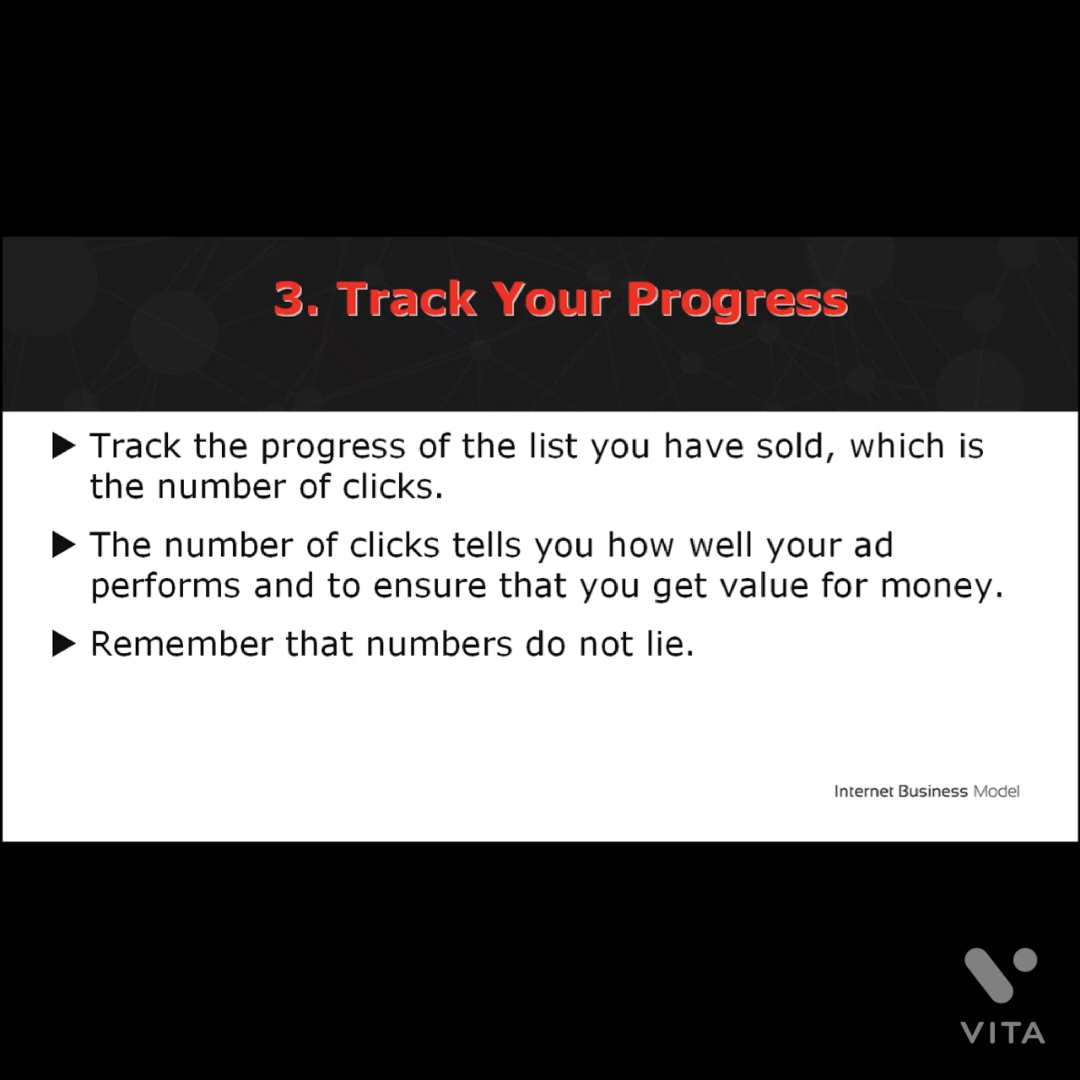 3. Track Your Progress
Track the progress of the list you have sold, which is
the number of clicks.
The number of clicks tells you how well your ad
performs and to ensure that you get value for money.
Remember that numbers do not lie.
Internet Business Model
VITA